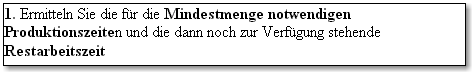 1. Ermitteln Sie die für die Mindestmenge notwendigen
Produktionszeiten und die dann noch zur Verfügung stehende
Restarbeitszeit